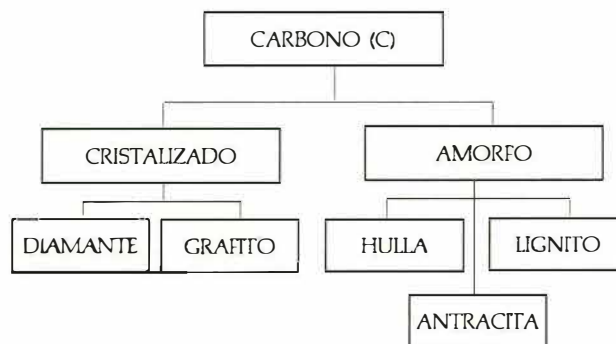 CARBONO (C)
CRISTALIZADO
AMORFO
DIAMANTE
GRAFITO
HULLA
LIGNITO
ANTRACITA